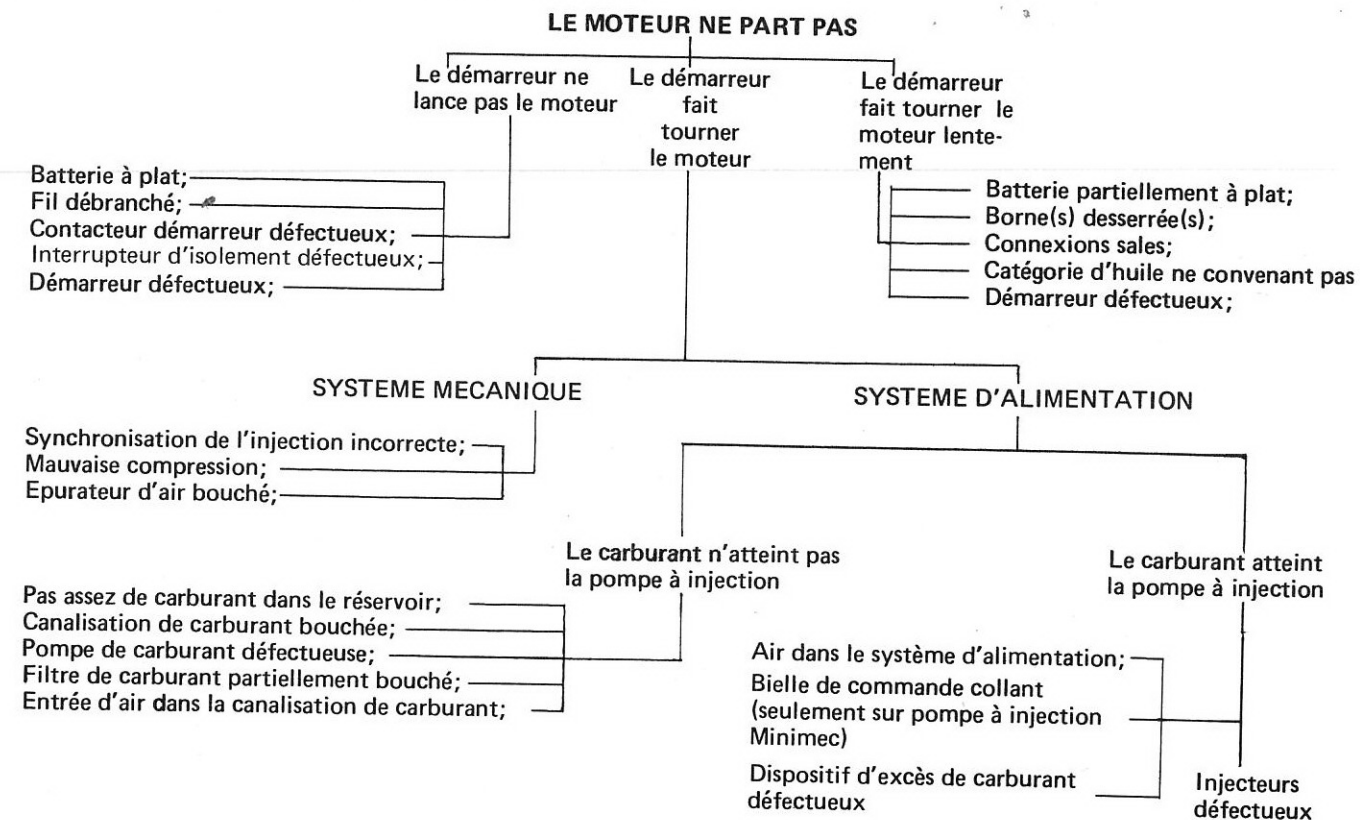 LE MOTEUR NE PART PAS
Le démarreur ne
lance pas le moteur
Le démarreur
fait
tourner
le moteur
Le démarreur
fait tourner le
moteur lente-
ment
Batterie à plat;
Fil débranché;
Contacteur démarreur défectueux;
Interrupteur d'isolement défectueux;
Démarreur défectueux;
Batterie partiellement à plat;
Borne(s) desserrée(s);
Connexions sales;
Catégorie d'huile ne convenant pas
Démarreur défectueux;
SYSTEME MECANIQUE
SYSTEME D'ALIMENTATION
Synchronisation de l'injection incorrecte;
Mauvaise compression;
Epurateur d'air bouché;
Le carburant n'atteint pas
la pompe à injection
Le carburant atteint
la pompe à injection
Pas assez de carburant dans le réservoir;
Canalisation de carburant bouchée;
Pompe de carburant défectueuse;
Filtre de carburant partiellement bouché;
Entrée d'air dans la canalisation de carburant;
Air dans le système d'alimentation;
Bielle de commande collant
(seulement sur pompe à injection
Minimec)
Dispositif d'excès de carburant
défectueux
Injecteurs
défectueux